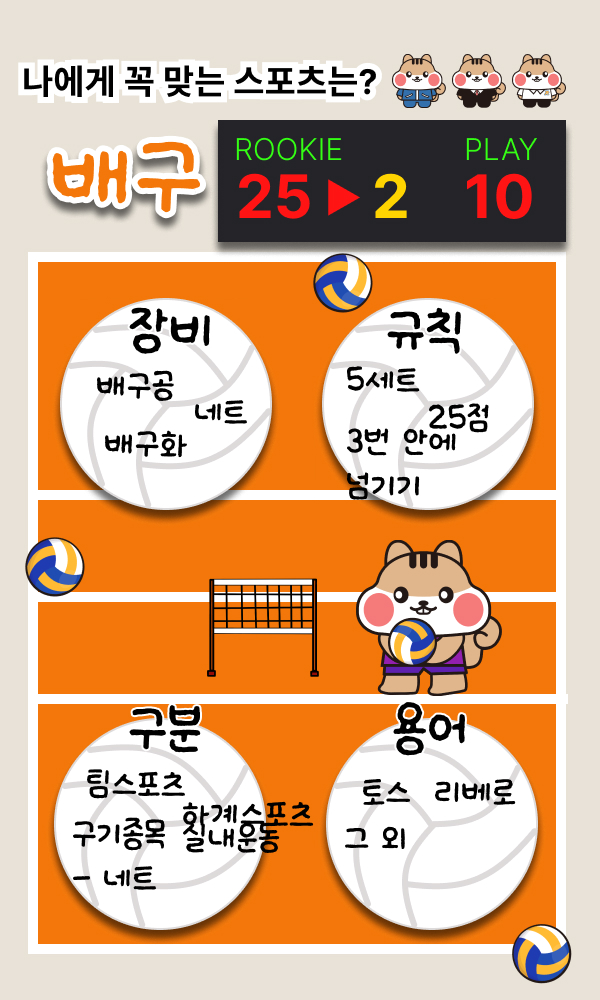 나에게 꼭 맞는 스포츠는?
배구
ROOKIE PLAY
25 ▶ 2 10
장비
배구공
네트
배구화
규칙
5세트
25점
3번 안에
넘기기
구분
팀스포츠
하계스포츠
구기종목 실내운동
- 네트
용어
토스 리베로
그 외